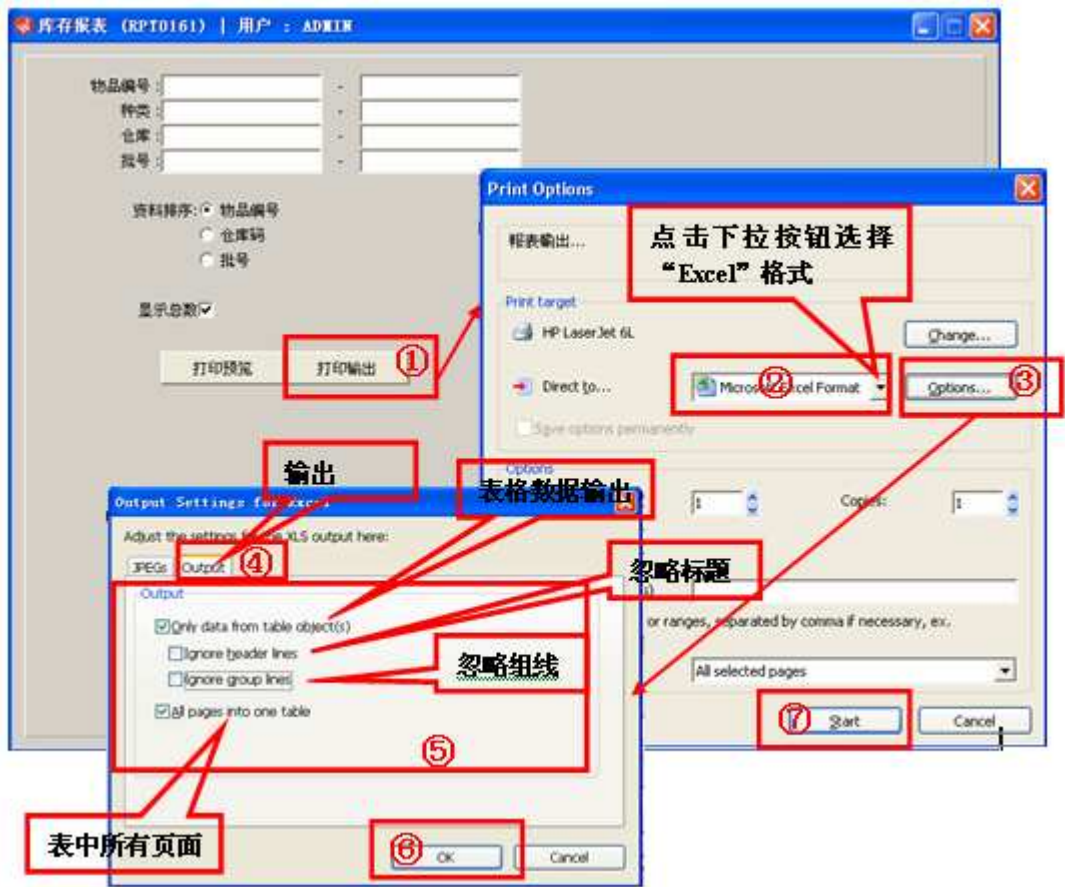 库存报表 (RPT0161) | 用户 : ADMIN
物品编号 : -
种类 : -
仓库 : -
批号 : -
资料排序: 物品编号
仓库码
批号
显示总数
打印预览
打印输出
①
Print Options
報表輸出...
点击下拉按钮选择
“Excel”格式
Print target
HP LaserJet 6L
Change...
Direct to...
②
Microsoft Excel Format
Options...
③
Save options permanently
Options
1
Copies:
1
or ranges, separated by comma if necessary, ex.
All selected pages
⑦
Start
Cancel
输出
表格数据输出
Output Settings for Excel
Adjust the settings for the XLS output here:
JPEGs
Output
④
忽略标题
Output
Only data from table object(s)
Ignore header lines
Ignore group lines
忽略组线
All pages into one table
⑤
表中所有页面
⑥
OK
Cancel